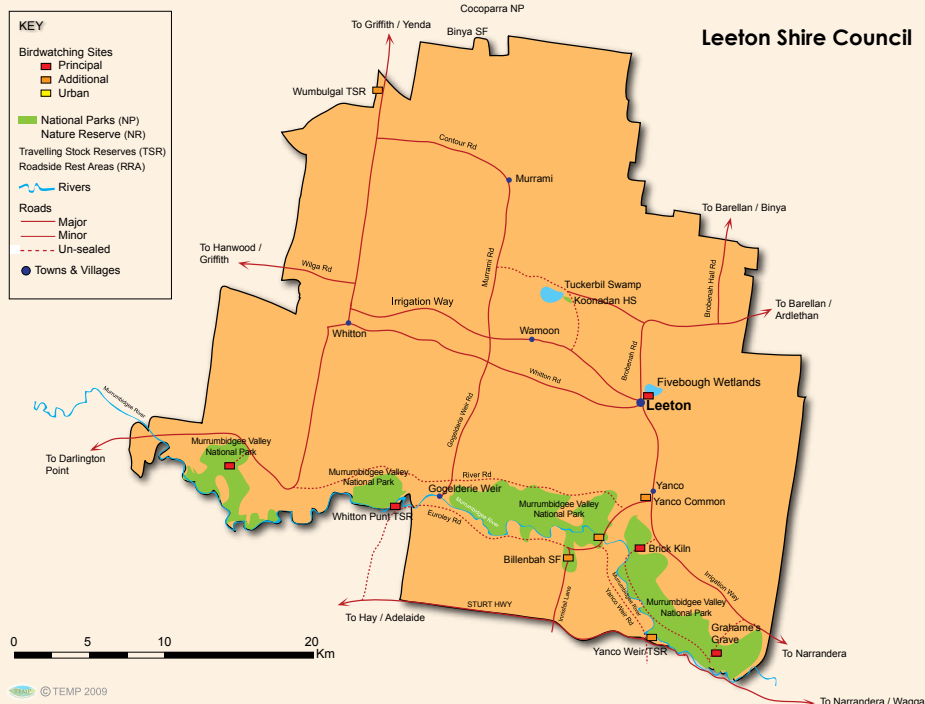 Cocoparra NP
To Griffith / Yenda
Binya SF
Leeton Shire Council
KEY
Birdwatching Sites
Principal
Additional
Urban
National Parks (NP)
Nature Reserve (NR)
Travelling Stock Reserves (TSR)
Roadside Rest Areas (RRA)
Rivers
Roads
Major
Minor
Un-sealed
Towns & Villages
Wumbulgal TSR
Contour Rd
Murrami
To Barellan / Binya
To Hanwood /
Griffith
Wilga Rd
Murrami Rd
Brobenah Hall Rd
Tuckerbil Swamp
Koonadan HS
Irrigation Way
To Barellan /
Ardlethan
Whitton
Wamoon
Brobenah Rd
Whitton Rd
Fivebough Wetlands
Leeton
Murrumbidgee River
Gogelderie Weir Rd
To Darlington
Point
Murrumbidgee Valley
National Park
Murrumbidgee Valley
National Park
River Rd
Gogelderie Weir
Yanco
Yanco Common
Whitton Punt TSR
Euroley Rd
Murrumbidgee River
Murrumbidgee Valley
National Park
Billenbah SF
Brick Kiln
Irrigation Way
Murrumbidgee River
Yanco Weir Rd
Murrumbidgee Valley
National Park
STURT HWY
To Hay / Adelaide
Grahame's
Grave
Yanco Weir TSR
To Narrandera
To Narrandera / Wagga
0 5 10 20
Km
© TEMP 2009